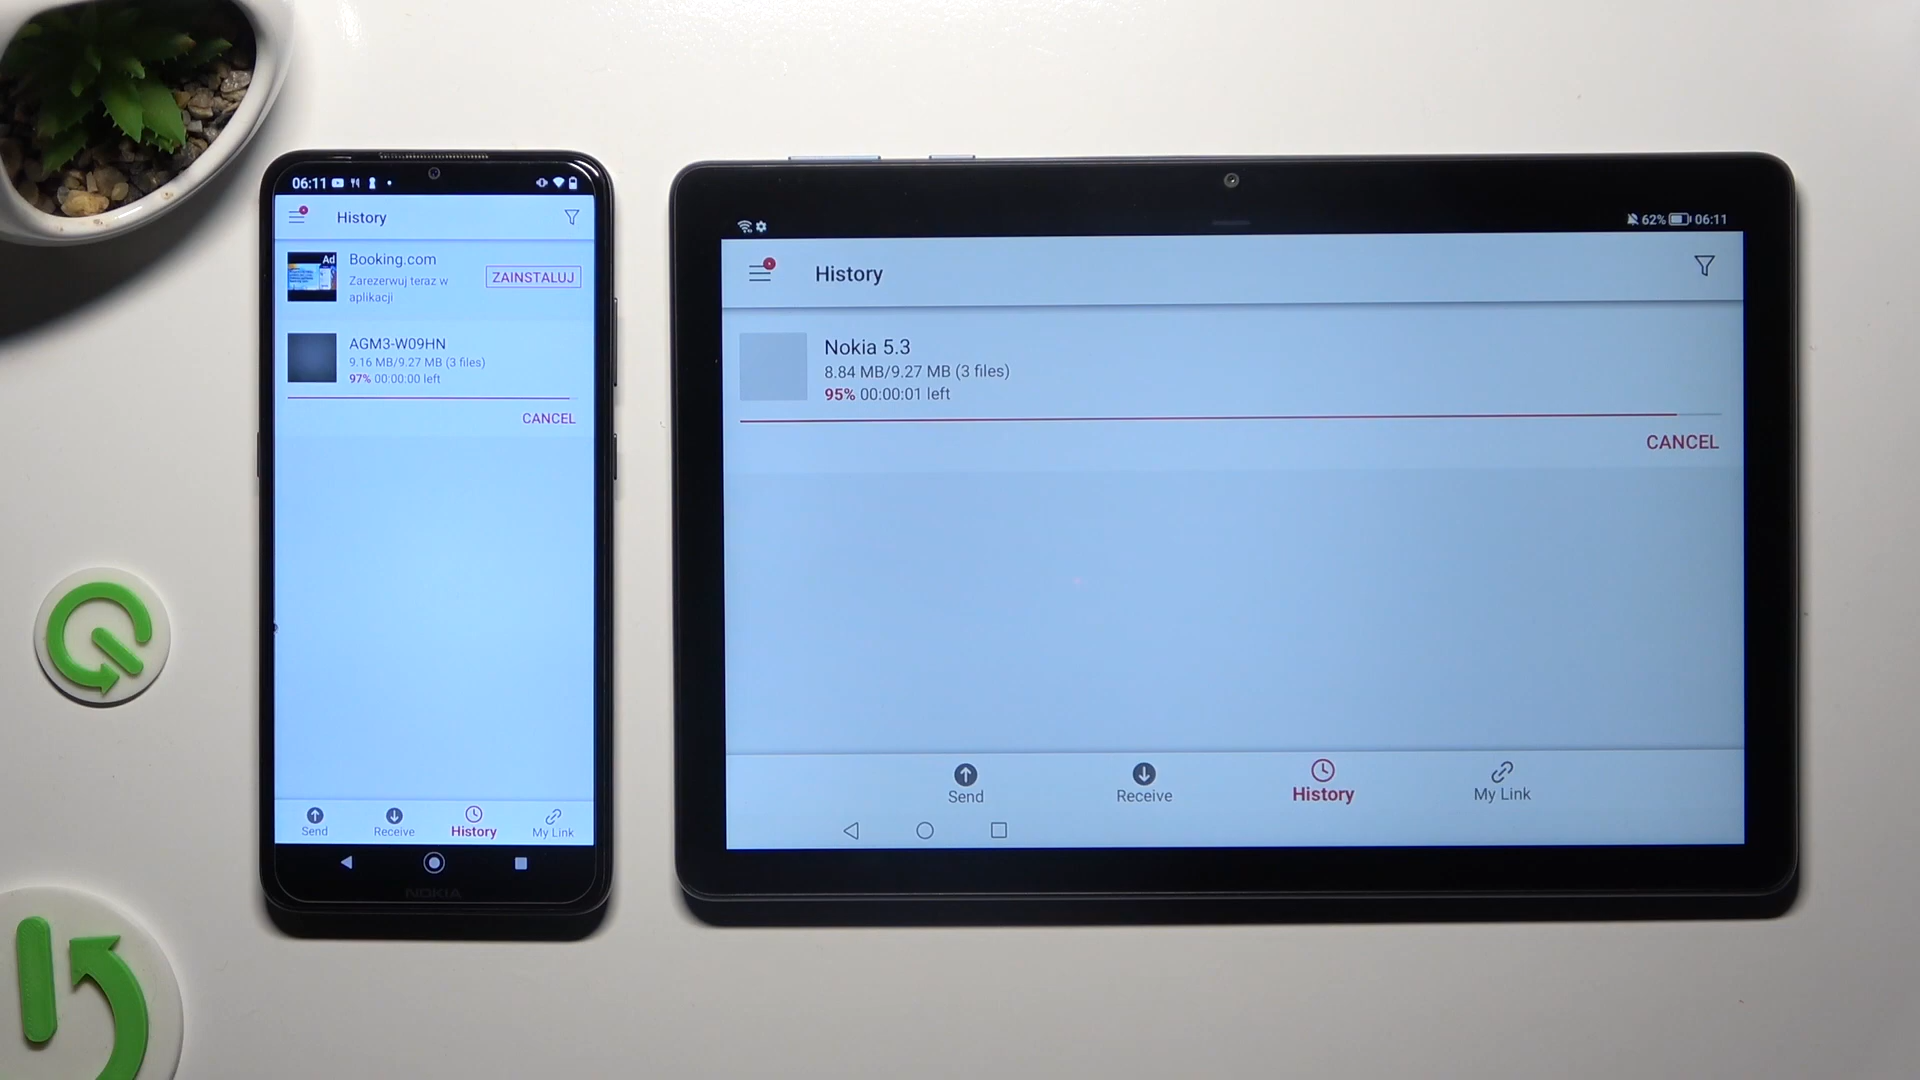 06:11
History
Ad
Booking.com
Zarezerwuj teraz w
aplikacji
ZAINSTALUJ
AGM3-W09HN
9.16 MB/9.27 MB (3 files)
97% 00:00:00 left
CANCEL
Send
Receive
History
My Link
NOKIA
62% 06:11
History
Nokia 5.3
8.84 MB/9.27 MB (3 files)
95% 00:00:01 left
CANCEL
Send
Receive
History
My Link